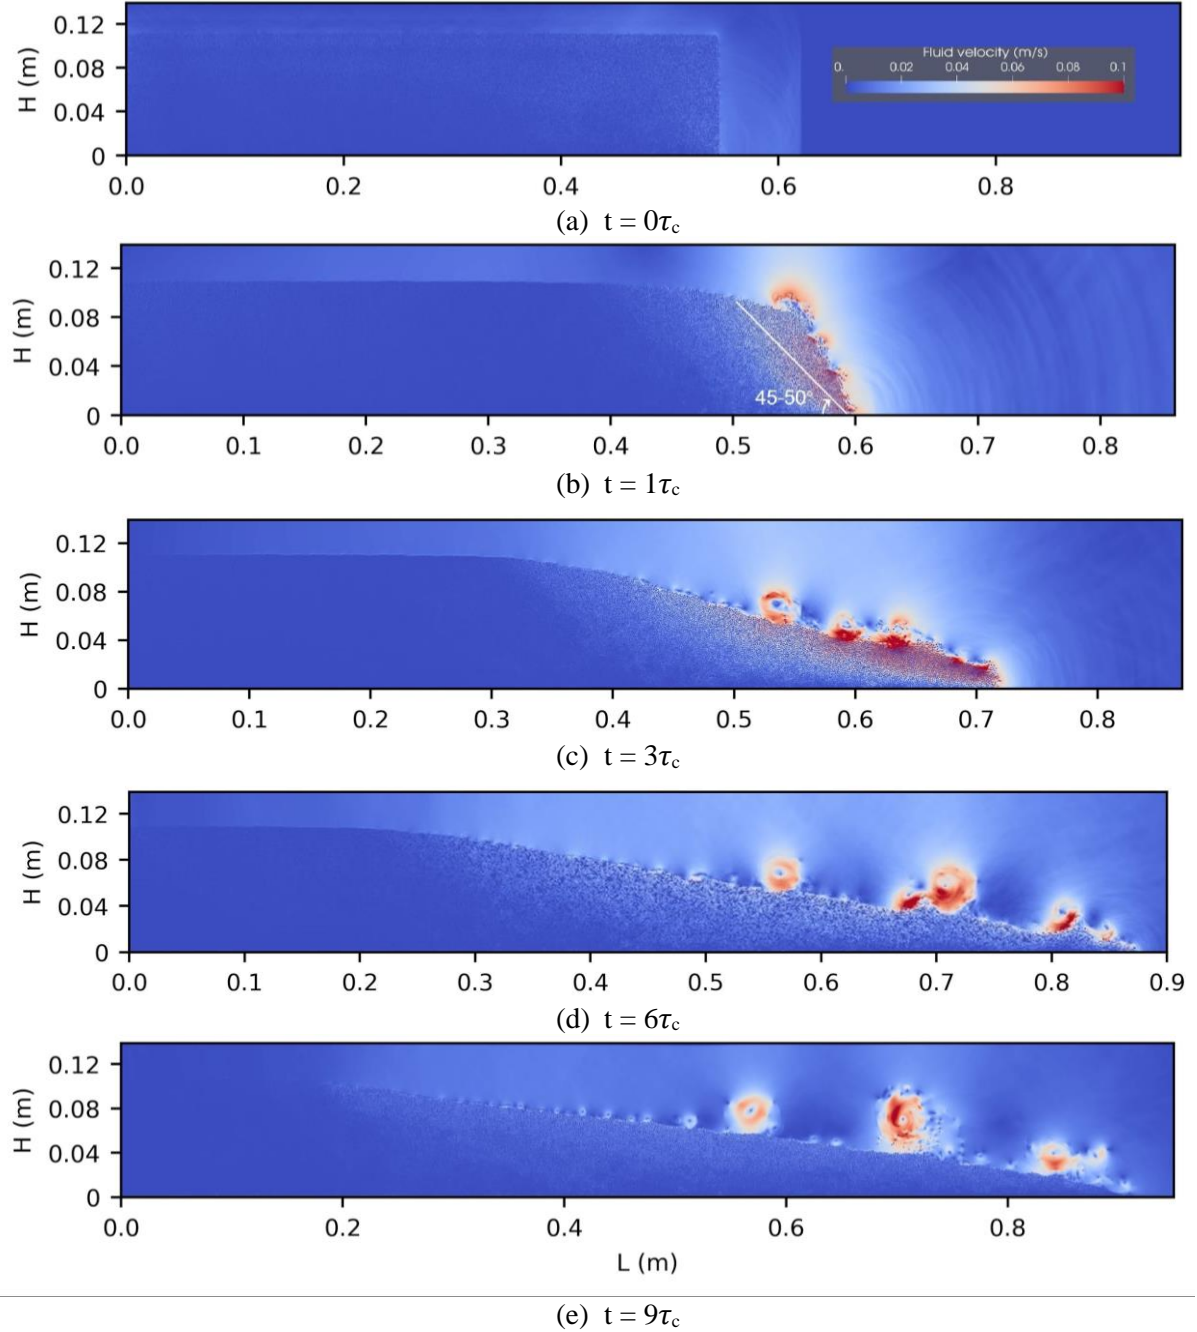 0.12
Fluid velocity (m/s)
0. 0.02 0.04 0.06 0.08 0.1
0.08
H (m)
0.04
0
0.0 0.2 0.4 0.6 0.8
(a) t = 0τc
0.12
0.08
H (m)
0.04
45-50°
0
0.0 0.1 0.2 0.3 0.4 0.5 0.6 0.7 0.8
(b) t = 1τc
0.12
0.08
H (m)
0.04
0
0.0 0.1 0.2 0.3 0.4 0.5 0.6 0.7 0.8
(c) t = 3τc
0.12
0.08
H (m)
0.04
0
0.0 0.1 0.2 0.3 0.4 0.5 0.6 0.7 0.8 0.9
(d) t = 6τc
0.12
0.08
H (m)
0.04
0
0.0 0.2 0.4 0.6 0.8
L (m)
(e) t = 9τc